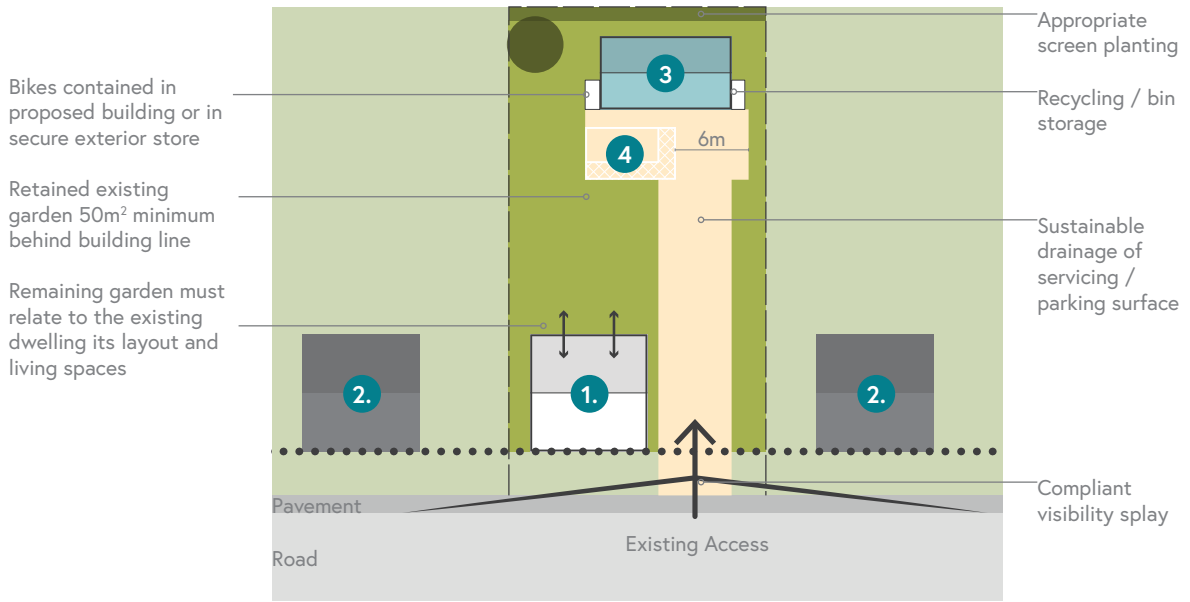 Appropriate
screen planting
3
Bikes contained in
proposed building or in
secure exterior store
Recycling / bin
storage
4
6m
Retained existing
garden 50m² minimum
behind building line
Sustainable
drainage of
servicing /
parking surface
Remaining garden must
relate to the existing
dwelling its layout and
living spaces
2.
1.
2.
Compliant
visibility splay
Pavement
Existing Access
Road